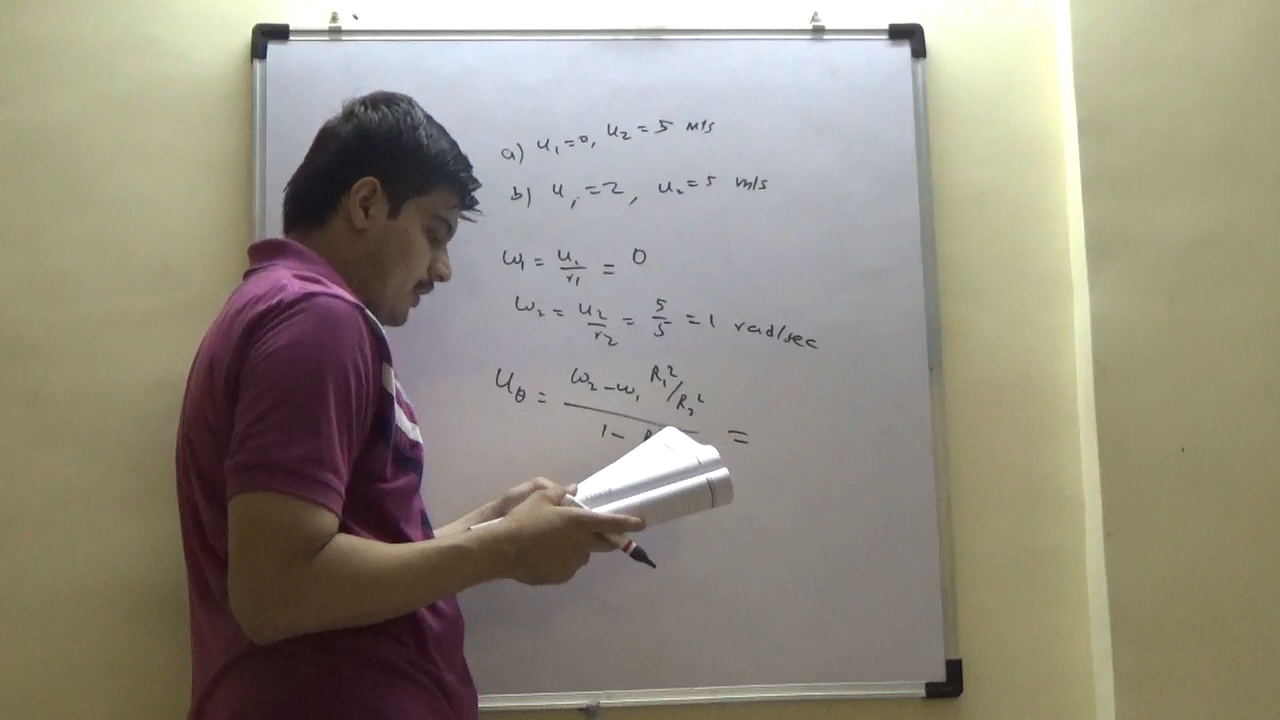 a) u₁=0, u₂=5 m/s
b) u₁=2, u₂=5 m/s
ω₁ = u₁/r₁ = 0
ω₂ = u₂/r₂ = 5/5 = 1 rad/sec
u_θ = (ω₂ - ω₁ R₁²/R₂²) / (1 - =